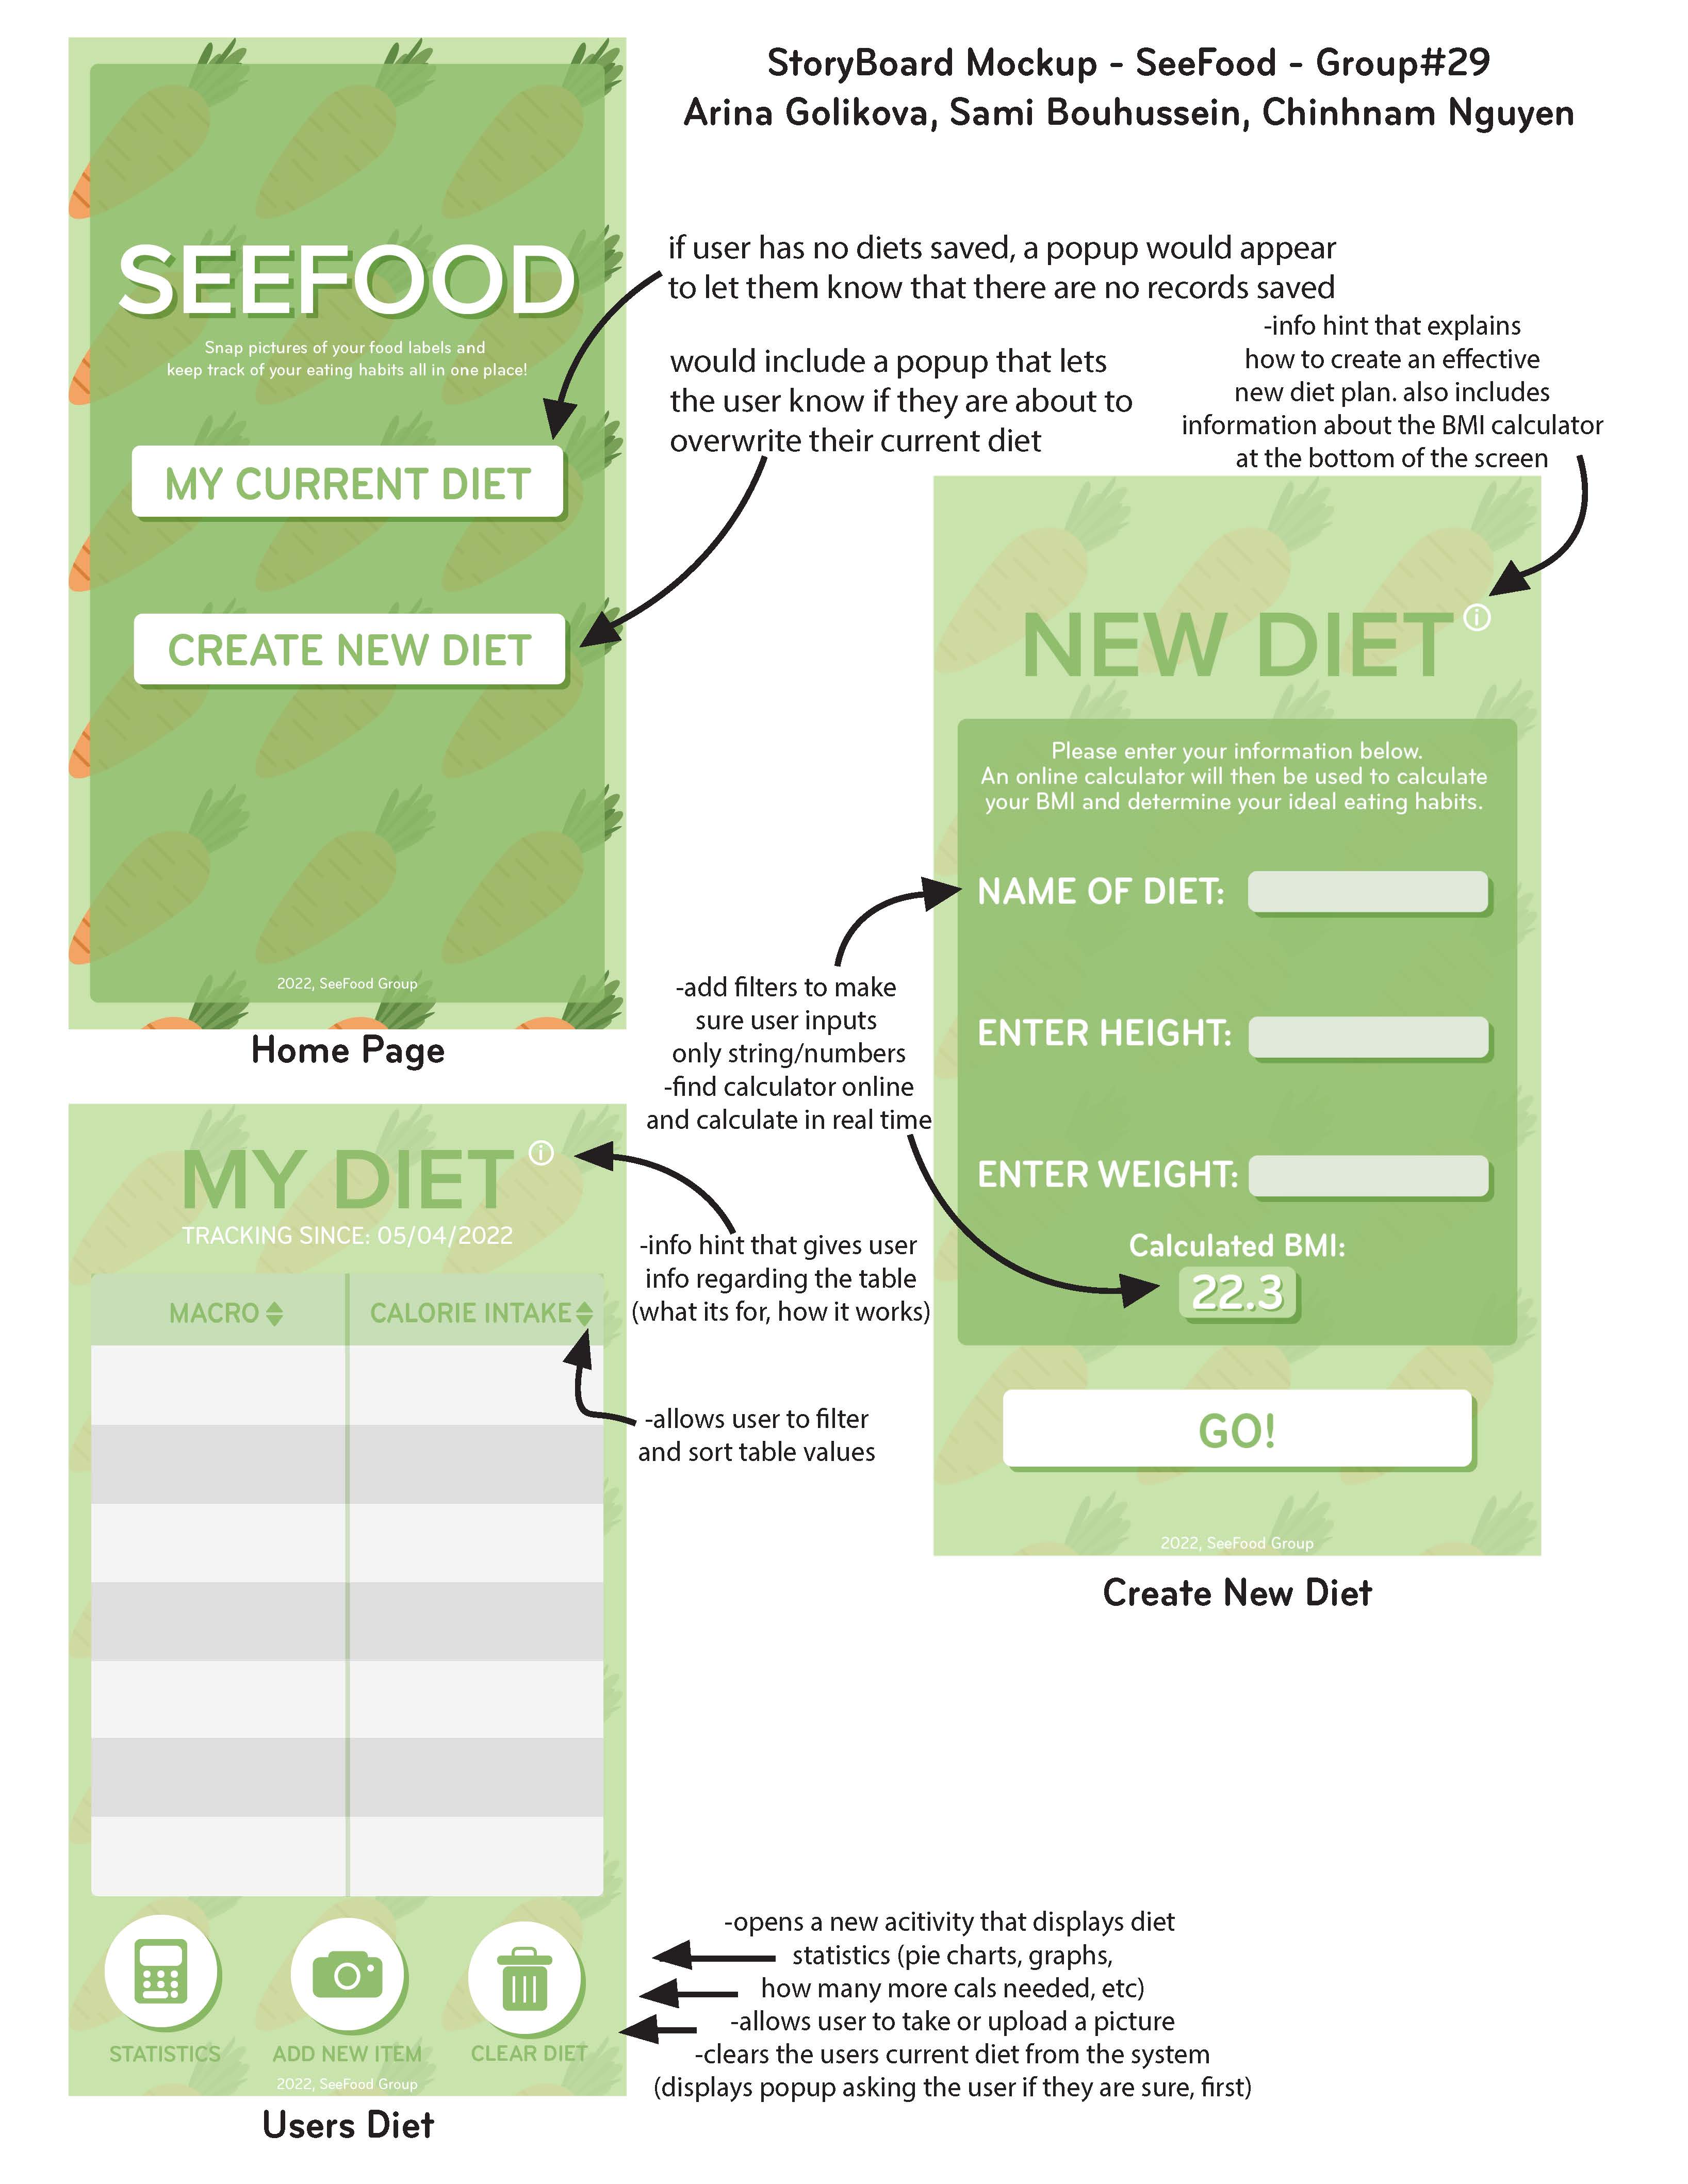 StoryBoard Mockup - SeeFood - Group#29
Arina Golikova, Sami Bouhussein, Chinhnam Nguyen
SEEFOOD
Snap pictures of your food labels and
keep track of your eating habits all in one place!
MY CURRENT DIET
CREATE NEW DIET
2022, SeeFood Group
Home Page
if user has no diets saved, a popup would appear
to let them know that there are no records saved
would include a popup that lets
the user know if they are about to
overwrite their current diet
-info hint that explains
how to create an effective
new diet plan. also includes
information about the BMI calculator
at the bottom of the screen
NEW DIET
i
Please enter your information below.
An online calculator will then be used to calculate
your BMI and determine your ideal eating habits.
NAME OF DIET:
ENTER HEIGHT:
ENTER WEIGHT:
Calculated BMI:
22.3
GO!
2022, SeeFood Group
Create New Diet
-add filters to make
sure user inputs
only string/numbers
-find calculator online
and calculate in real time
MY DIET
i
TRACKING SINCE: 05/04/2022
MACRO
CALORIE INTAKE
-info hint that gives user
info regarding the table
(what its for, how it works)
-allows user to filter
and sort table values
STATISTICS
ADD NEW ITEM
CLEAR DIET
2022, SeeFood Group
Users Diet
-opens a new acitivity that displays diet
statistics (pie charts, graphs,
how many more cals needed, etc)
-allows user to take or upload a picture
-clears the users current diet from the system
(displays popup asking the user if they are sure, first)